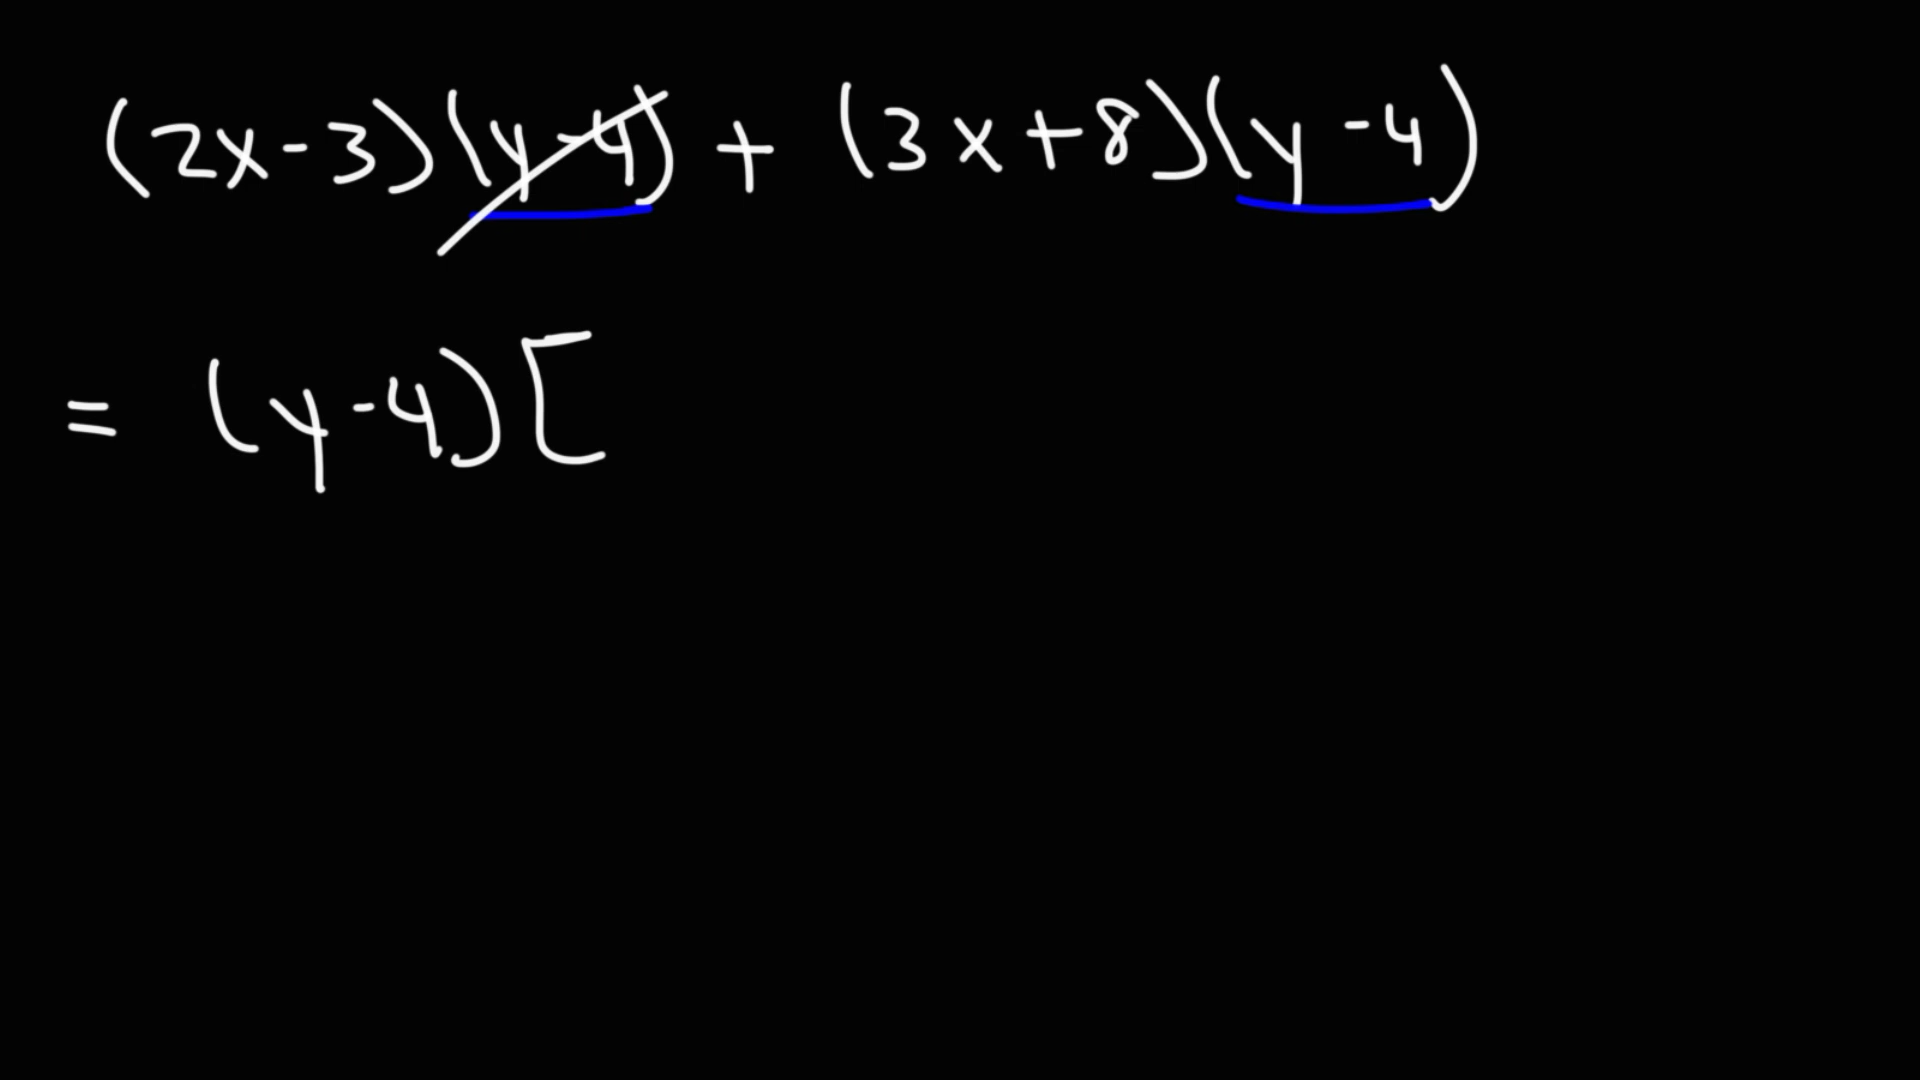 (2x-3)(y-4) + (3x+8)(y-4)
= (y-4)[